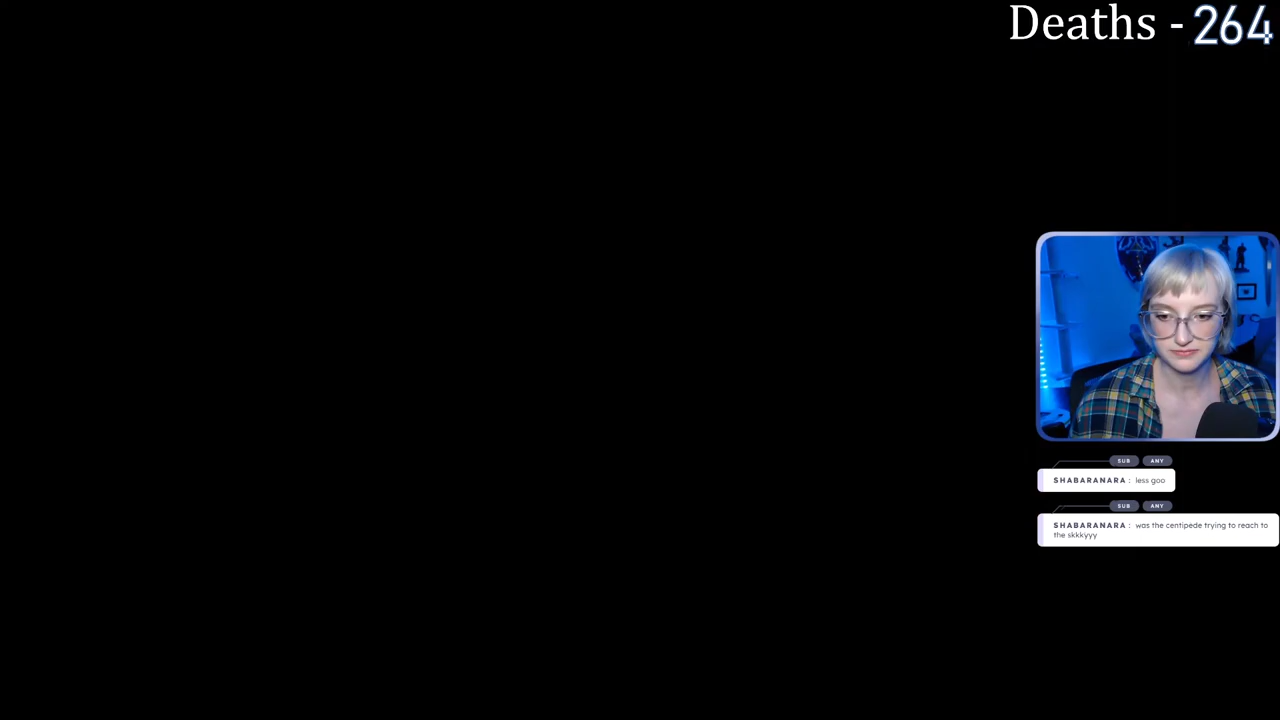 Deaths - 264
SUB ANY
SHABARANARA : less goo
SUB ANY
SHABARANARA : was the centipede trying to reach to
the skkkyyy